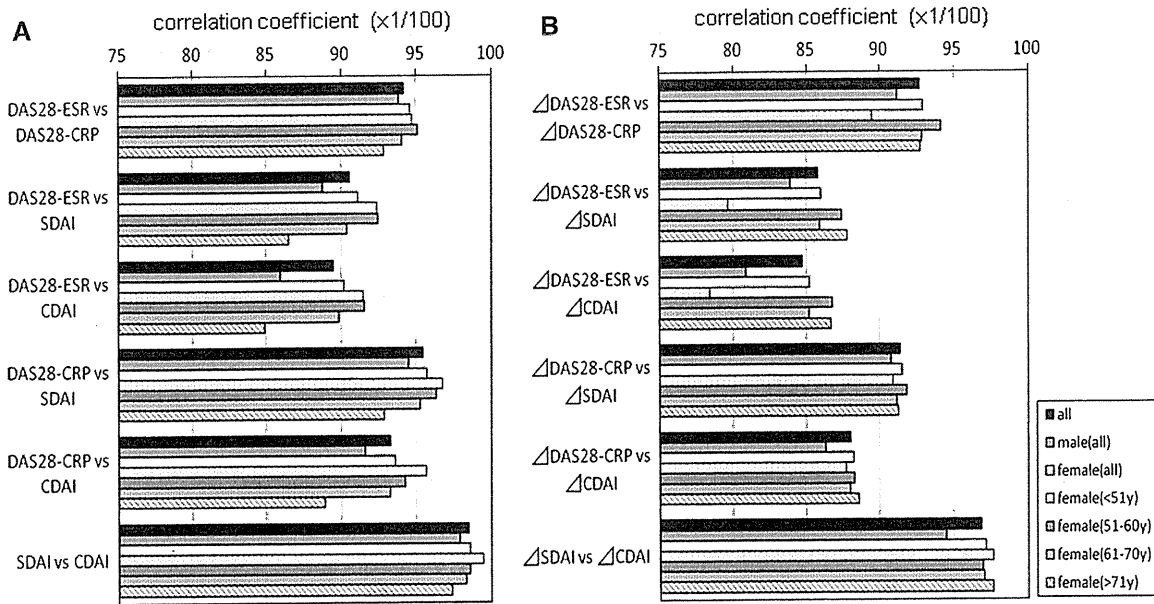 A
correlation coefficient (×1/100)
75 80 85 90 95 100
DAS28-ESR vs
DAS28-CRP
DAS28-ESR vs
SDAI
DAS28-ESR vs
CDAI
DAS28-CRP vs
SDAI
DAS28-CRP vs
CDAI
SDAI vs CDAI
B
correlation coefficient (×1/100)
75 80 85 90 95 100
⊿DAS28-ESR vs
⊿DAS28-CRP
⊿DAS28-ESR vs
⊿SDAI
⊿DAS28-ESR vs
⊿CDAI
⊿DAS28-CRP vs
⊿SDAI
⊿DAS28-CRP vs
⊿CDAI
⊿SDAI vs ⊿CDAI
all
male(all)
female(all)
female(<51y)
female(51-60y)
female(61-70y)
female(>71y)